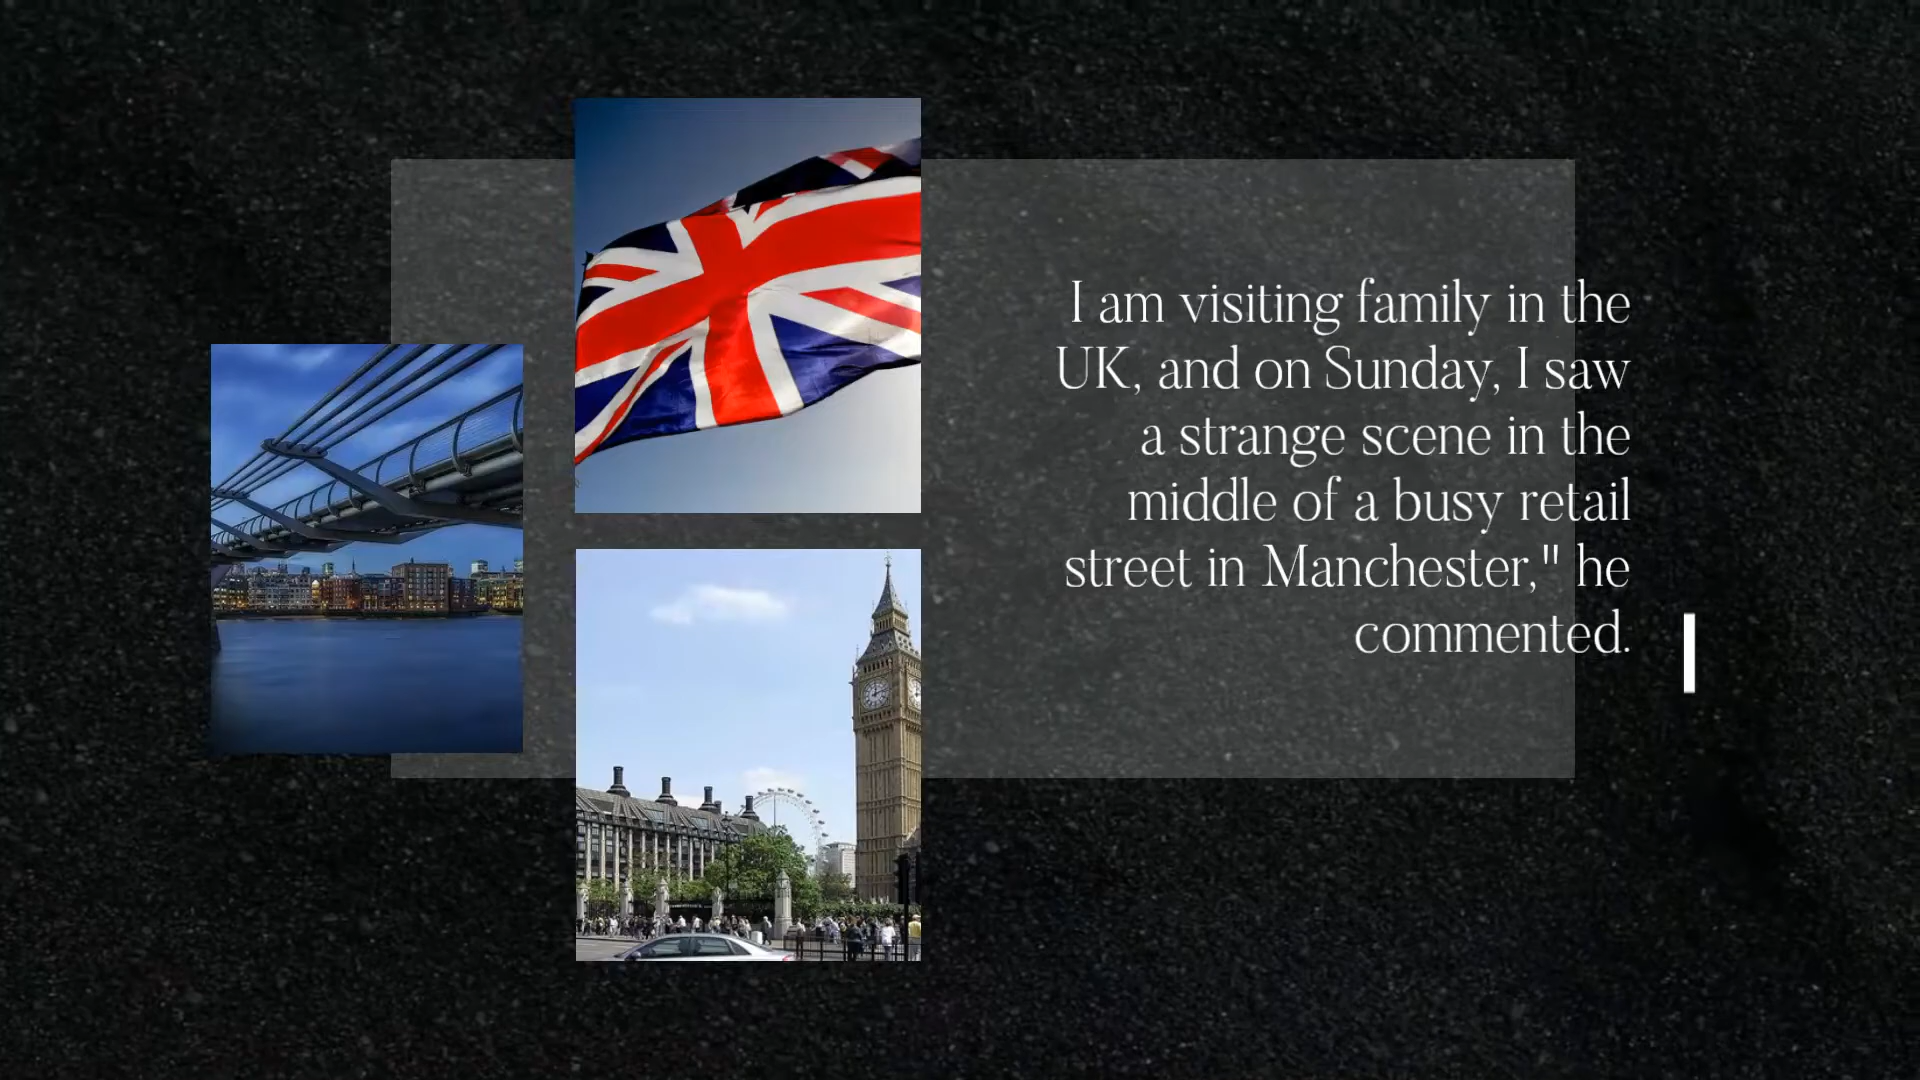 I am visiting family in the
UK, and on Sunday, I saw
a strange scene in the
middle of a busy retail
street in Manchester," he
commented.